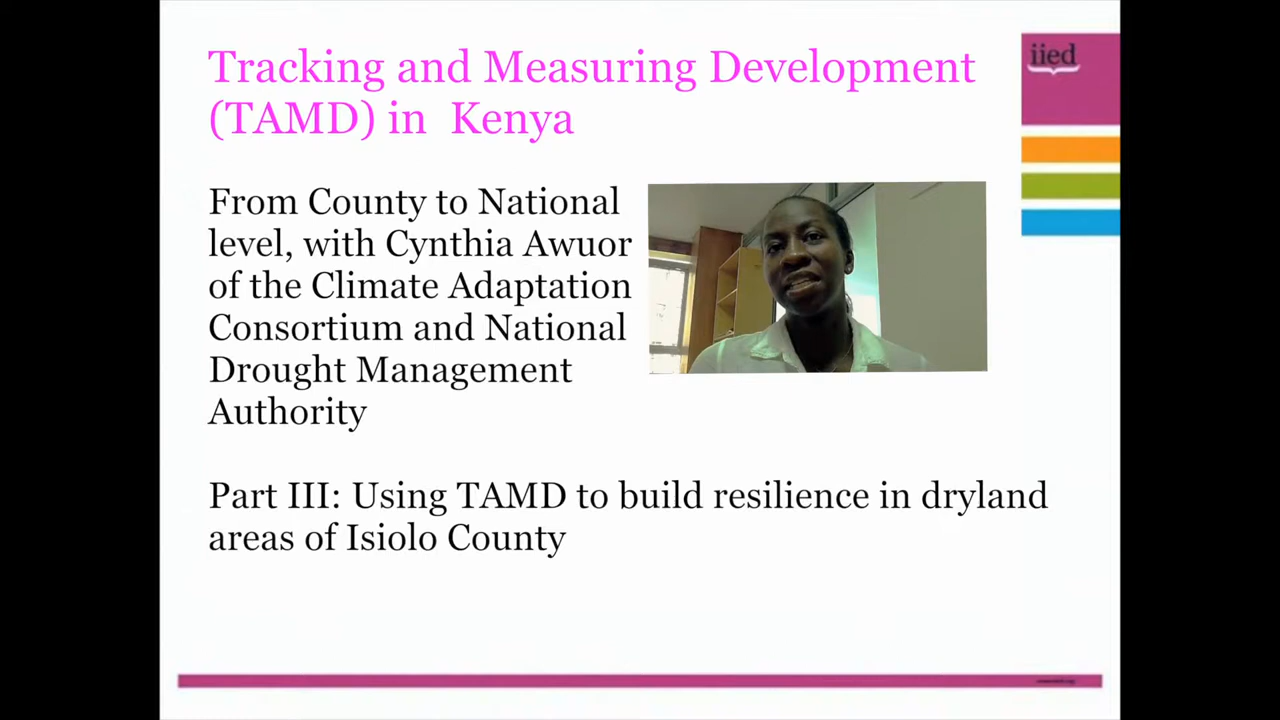 Tracking and Measuring Development
(TAMD) in Kenya
iied
From County to National
level, with Cynthia Awuor
of the Climate Adaptation
Consortium and National
Drought Management
Authority
Part III: Using TAMD to build resilience in dryland
areas of Isiolo County